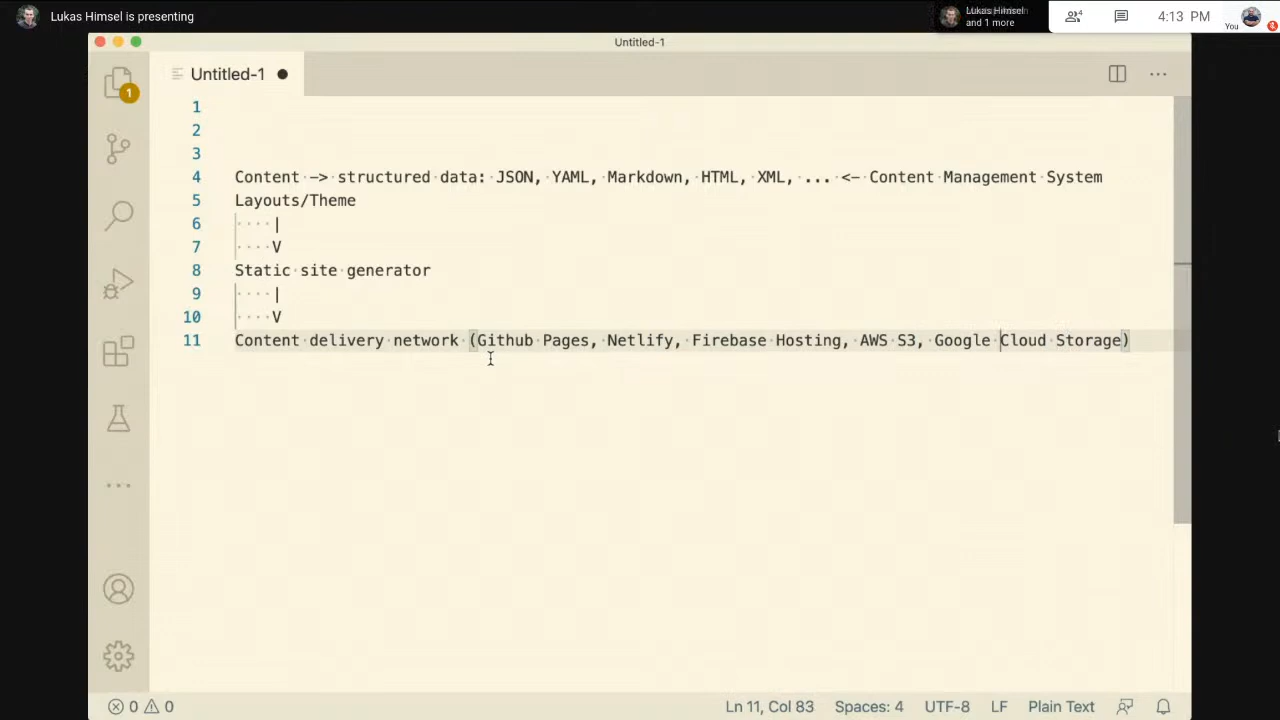 Lukas Himsel is presenting
Lukas Himsel
and 1 more
4
4:13 PM
You
Untitled-1
Untitled-1
1
1
2
3
4 Content -> structured data: JSON, YAML, Markdown, HTML, XML, ... <- Content Management System
5 Layouts/Theme
6 |
7 V
8 Static site generator
9 |
10 V
11 Content delivery network (Github Pages, Netlify, Firebase Hosting, AWS S3, Google Cloud Storage)
0 0 Ln 11, Col 83 Spaces: 4 UTF-8 LF Plain Text